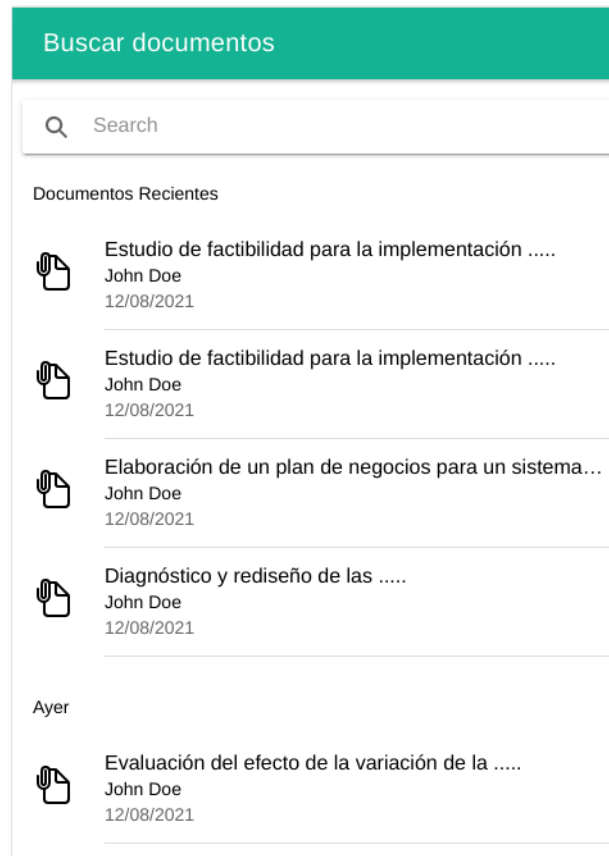 Buscar documentos
Search
Documentos Recientes
Estudio de factibilidad para la implementación .....
John Doe
12/08/2021
Estudio de factibilidad para la implementación .....
John Doe
12/08/2021
Elaboración de un plan de negocios para un sistema…
John Doe
12/08/2021
Diagnóstico y rediseño de las .....
John Doe
12/08/2021
Ayer
Evaluación del efecto de la variación de la .....
John Doe
12/08/2021